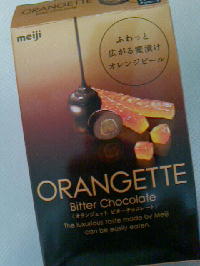 ORANGETTE
meiji
ふわっと
広がる蜜漬け
オレンジピール
ORANGETTE
Bitter Chocolate
(オランジェット ビターチョコレート)
The luxurious taste made by Meiji
can be easily eaten.